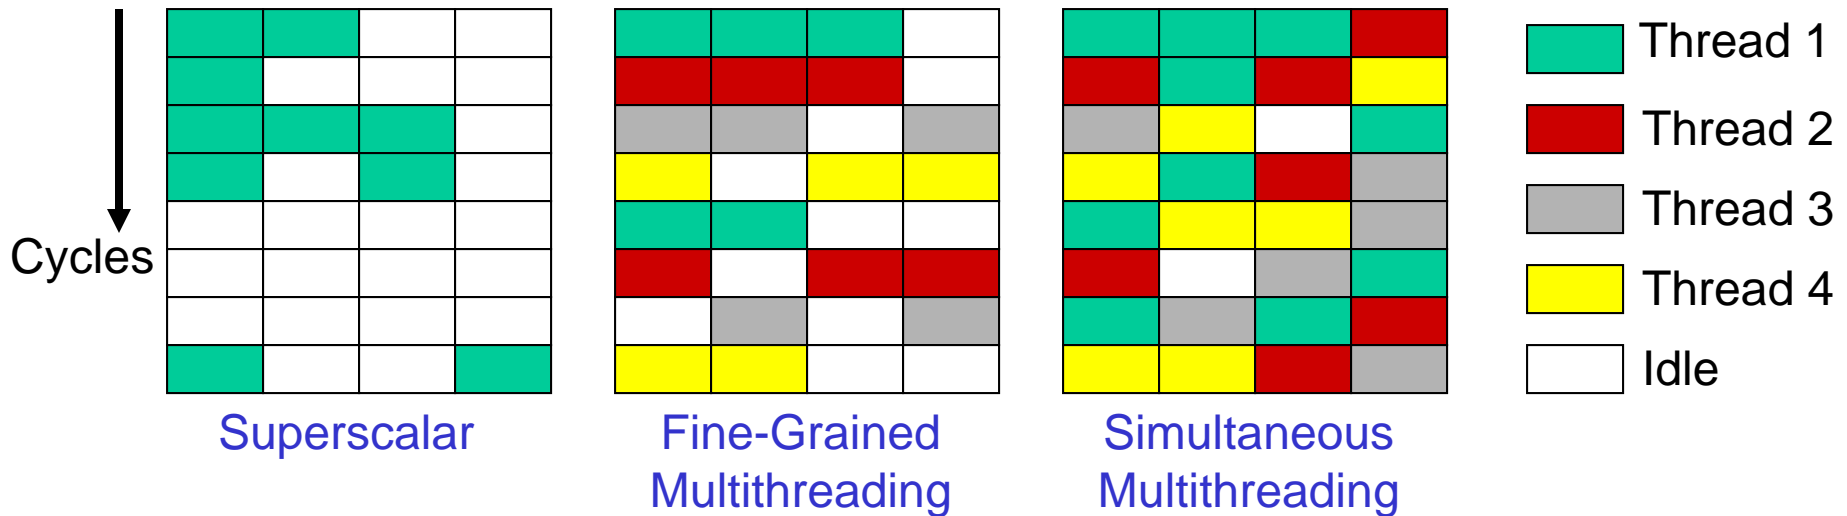 Cycles
Superscalar
Fine-Grained
Multithreading
Simultaneous
Multithreading
Thread 1
Thread 2
Thread 3
Thread 4
Idle